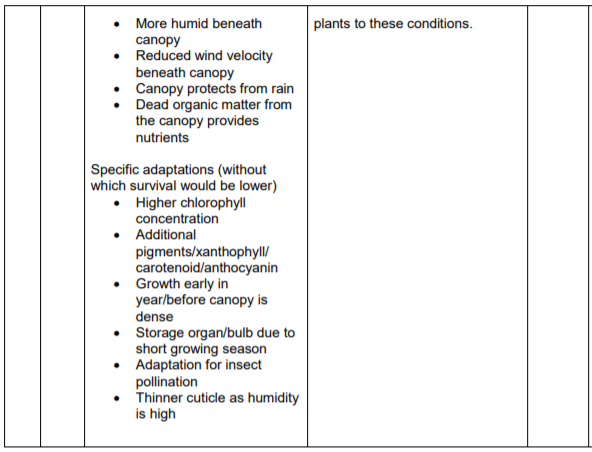 • More humid beneath
canopy
• Reduced wind velocity
beneath canopy
• Canopy protects from rain
• Dead organic matter from
the canopy provides
nutrients
Specific adaptations (without
which survival would be lower)
• Higher chlorophyll
concentration
• Additional
pigments/xanthophyll/
carotenoid/anthocyanin
• Growth early in
year/before canopy is
dense
• Storage organ/bulb due to
short growing season
• Adaptation for insect
pollination
• Thinner cuticle as humidity
is high
plants to these conditions.